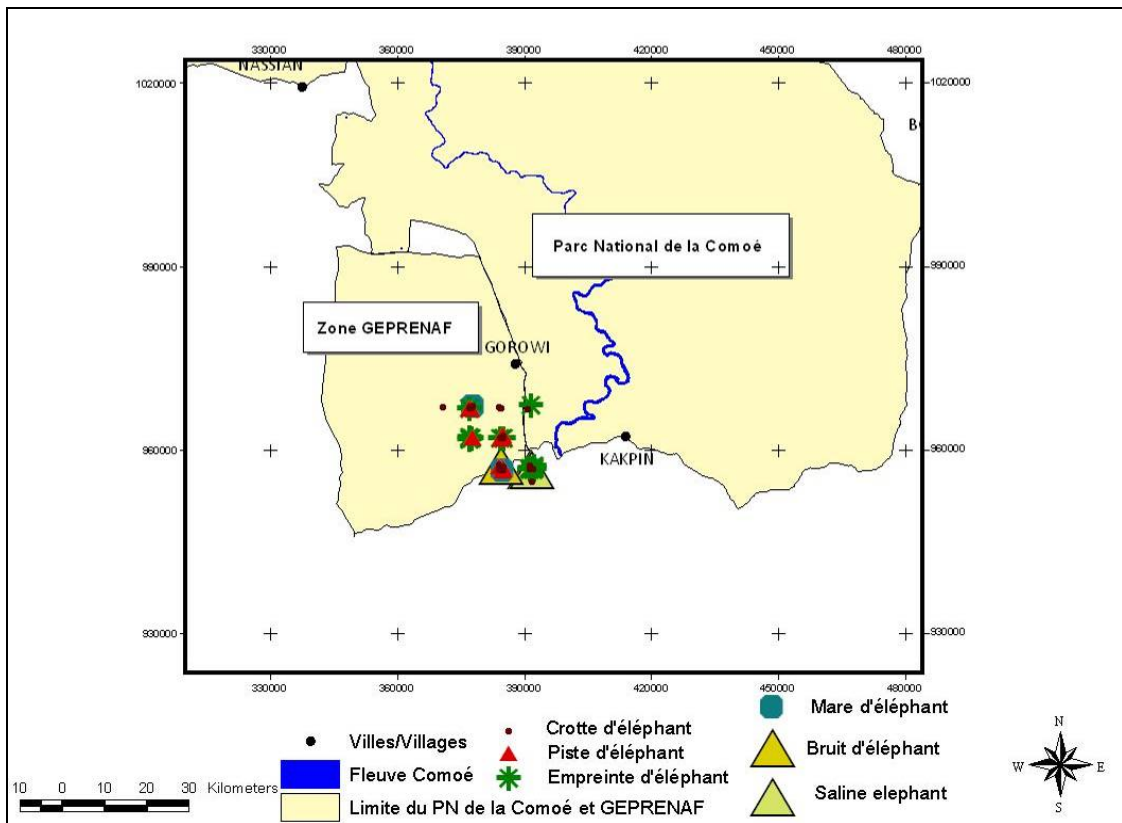 330000 360000 390000 420000 450000 480000
NASSIAN
1020000 1020000
Parc National de la Comoé
990000 990000
Zone GEPRENAF
GOROWI
960000 960000
KAKPIN
930000 930000
330000 360000 390000 420000 450000 480000
Villes/Villages
Fleuve Comoé
Limite du PN de la Comoé et GEPRENAF
Crotte d'éléphant
Piste d'éléphant
Empreinte d'éléphant
Mare d'éléphant
Bruit d'éléphant
Saline elephant
10 0 10 20 30 Kilometers
N
W E
S